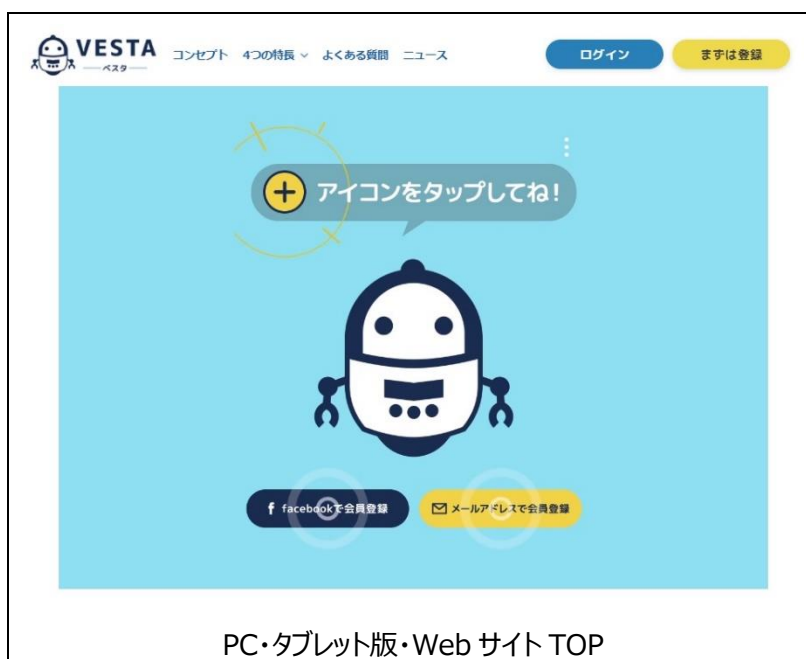 VESTA
ベスタ
コンセプト 4つの特長 よくある質問 ニュース
ログイン
まずは登録
アイコンをタップしてね!
facebookで会員登録
メールアドレスで会員登録
PC・タブレット版・Web サイト TOP